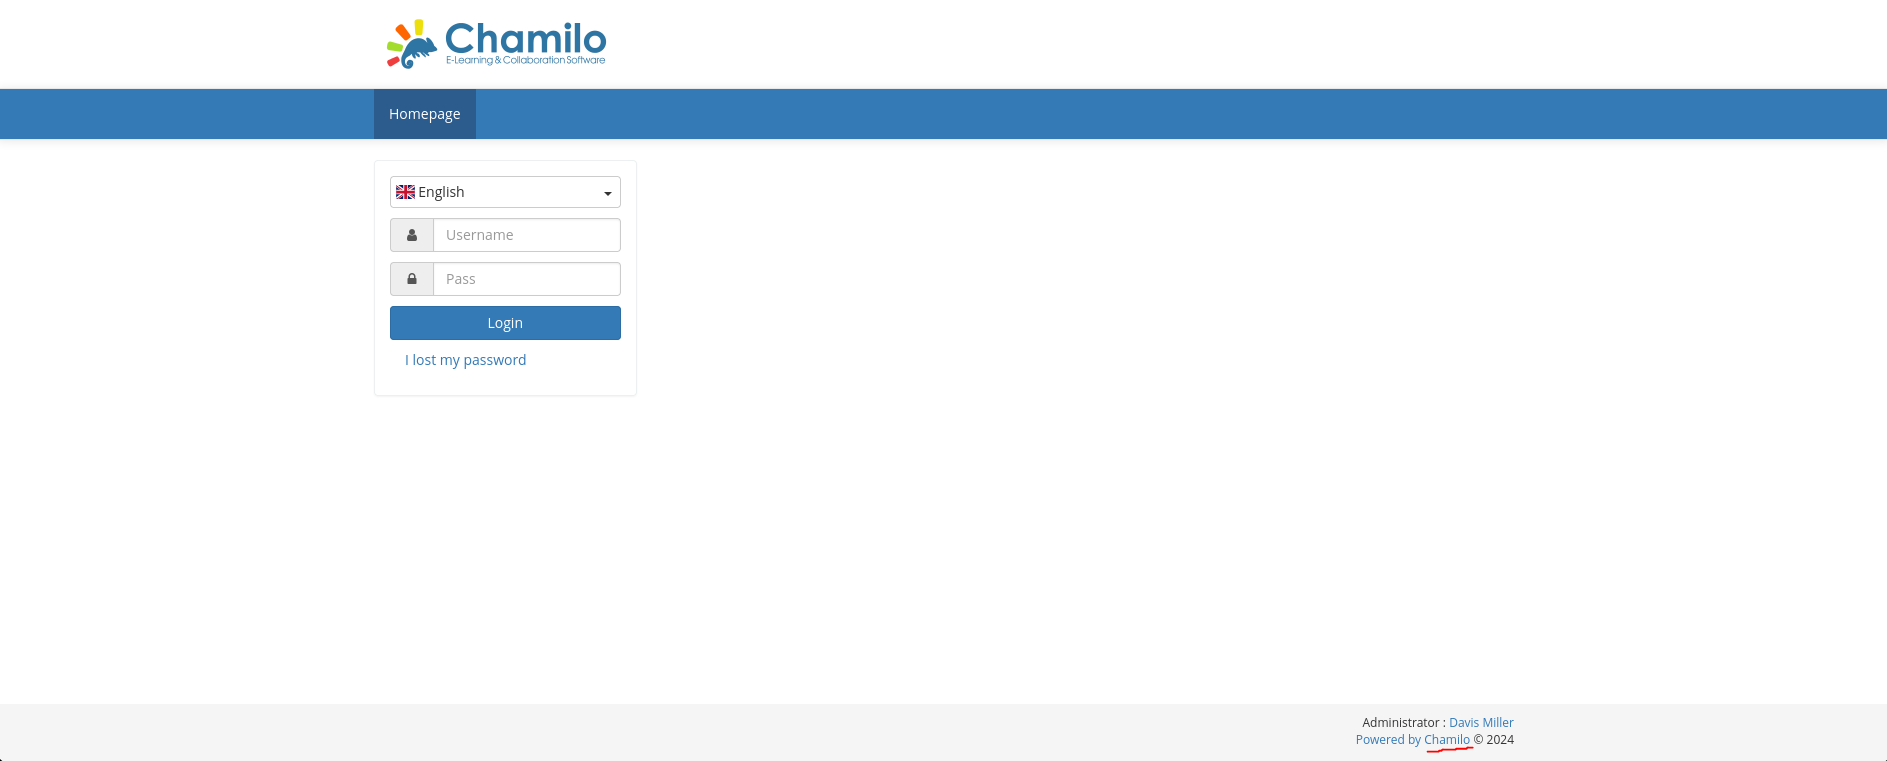 Chamilo
E-Learning & Collaboration Software
Homepage
English
Username
Pass
Login
I lost my password
Administrator : Davis Miller
Powered by Chamilo © 2024